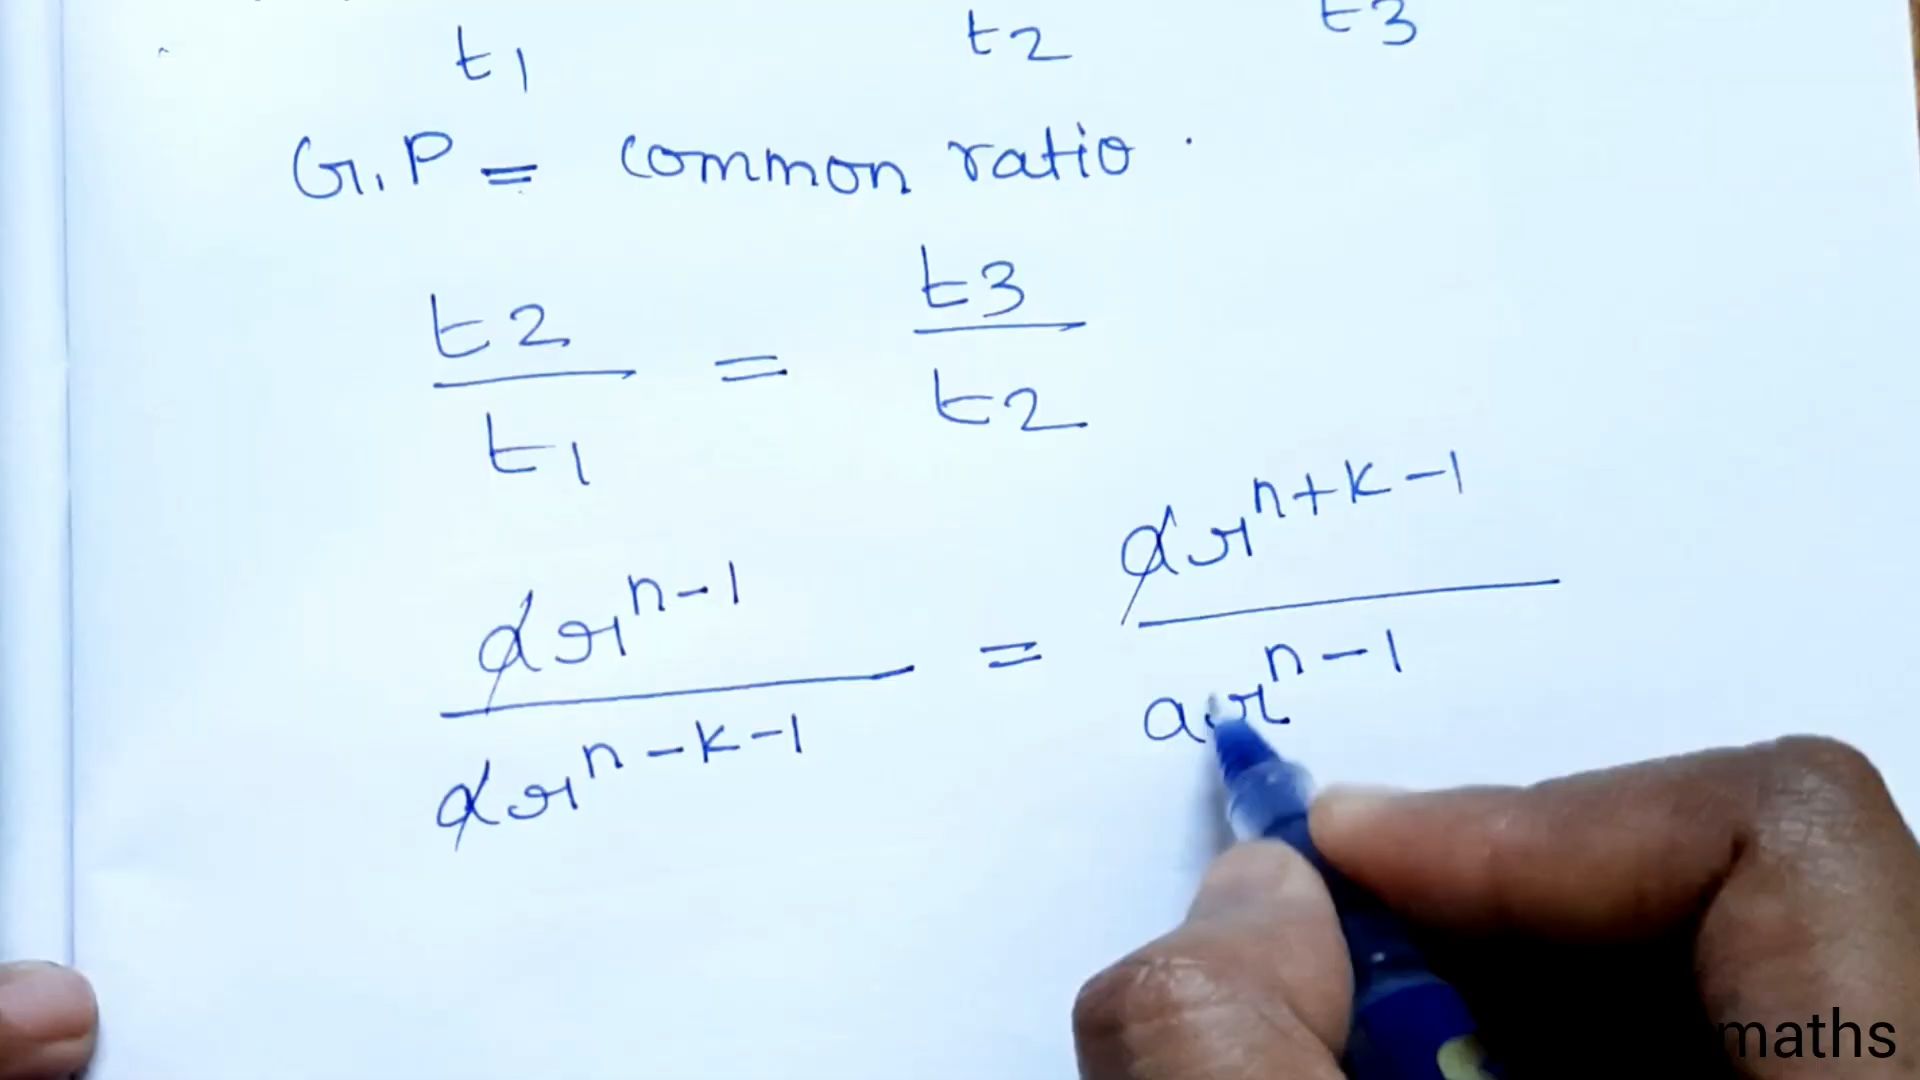 t1 t2 t3
G.P = common ratio.
t2/t1 = t3/t2
ar^n-1/ar^n-k-1 = ar^n+k-1/ar^n-1
maths